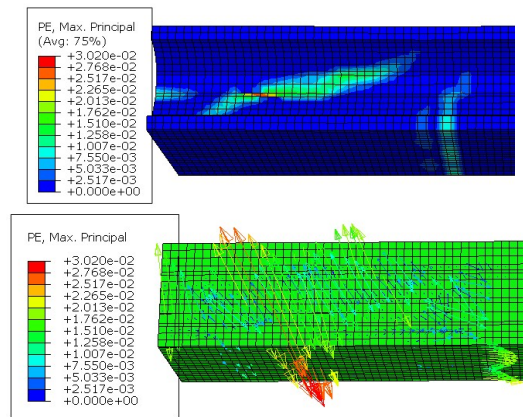 PE, Max. Principal
(Avg: 75%)
+3.020e-02
+2.768e-02
+2.517e-02
+2.265e-02
+2.013e-02
+1.762e-02
+1.510e-02
+1.258e-02
+1.007e-02
+7.550e-03
+5.033e-03
+2.517e-03
+0.000e+00
PE, Max. Principal
+3.020e-02
+2.768e-02
+2.517e-02
+2.265e-02
+2.013e-02
+1.762e-02
+1.510e-02
+1.258e-02
+1.007e-02
+7.550e-03
+5.033e-03
+2.517e-03
+0.000e+00